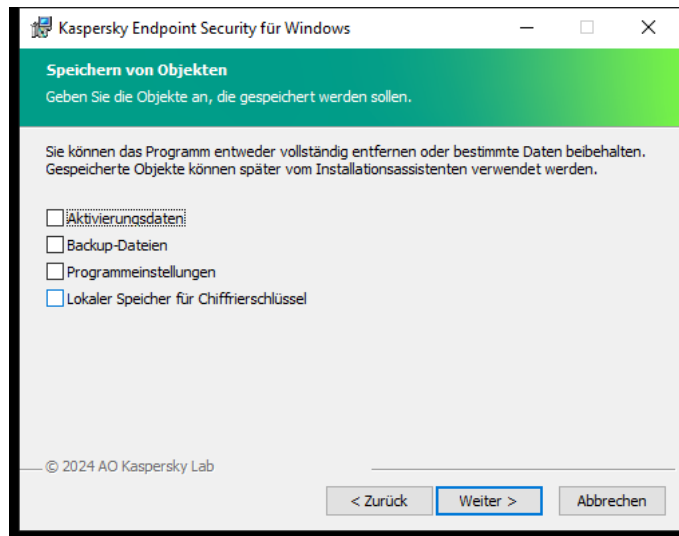 Kaspersky Endpoint Security für Windows
Speichern von Objekten
Geben Sie die Objekte an, die gespeichert werden sollen.
Sie können das Programm entweder vollständig entfernen oder bestimmte Daten beibehalten.
Gespeicherte Objekte können später vom Installationsassistenten verwendet werden.
Aktivierungsdaten
Backup-Dateien
Programmeinstellungen
Lokaler Speicher für Chiffrierschlüssel
© 2024 AO Kaspersky Lab
< Zurück Weiter > Abbrechen